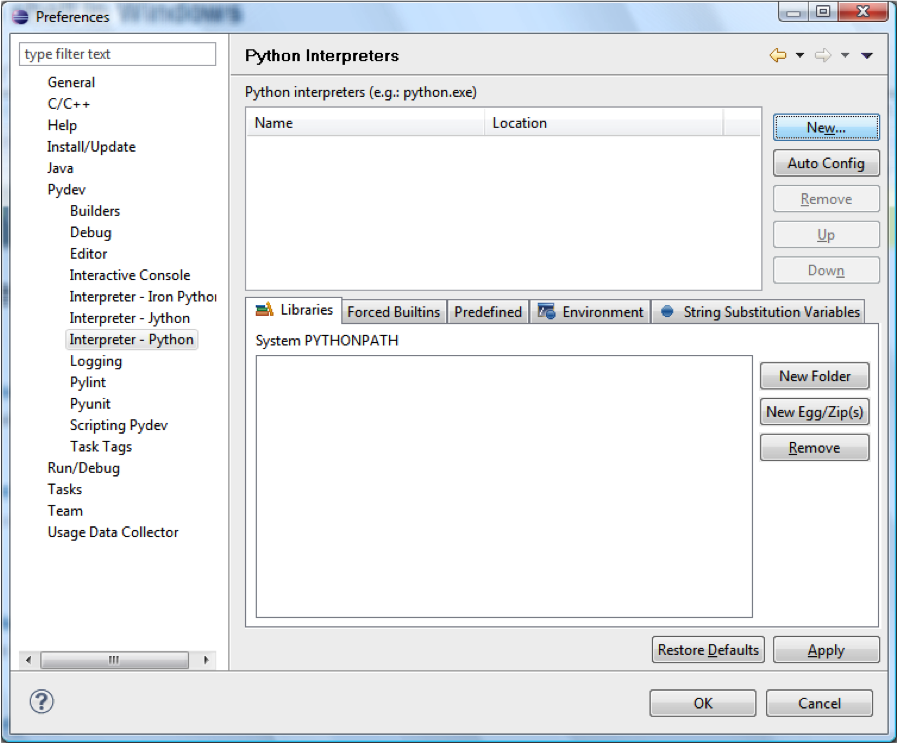 Preferences
type filter text
General
C/C++
Help
Install/Update
Java
Pydev
Builders
Debug
Editor
Interactive Console
Interpreter - Iron Python
Interpreter - Jython
Interpreter - Python
Logging
Pylint
Pyunit
Scripting Pydev
Task Tags
Run/Debug
Tasks
Team
Usage Data Collector
Python Interpreters
Python interpreters (e.g.: python.exe)
Name Location
New...
Auto Config
Remove
Up
Down
Libraries Forced Builtins Predefined Environment String Substitution Variables
System PYTHONPATH
New Folder
New Egg/Zip(s)
Remove
Restore Defaults Apply
OK Cancel